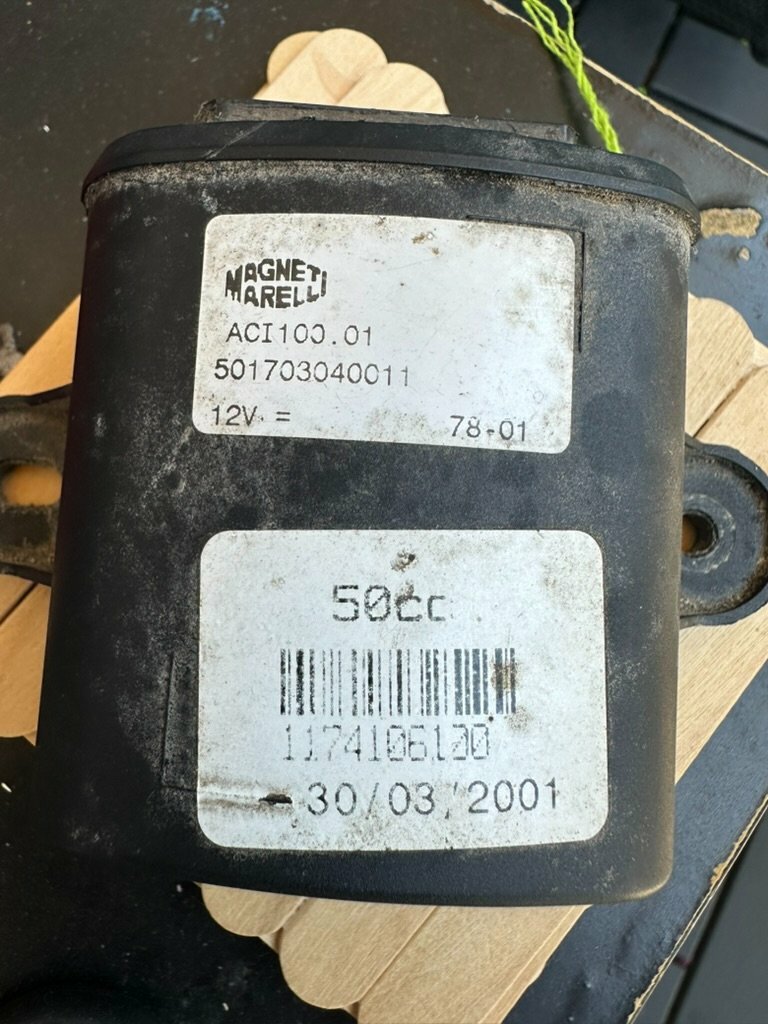 MAGNETI
MARELLI
ACI100.01
501703040011
12V =
78-01
50cc
1174106100
30/03/2001